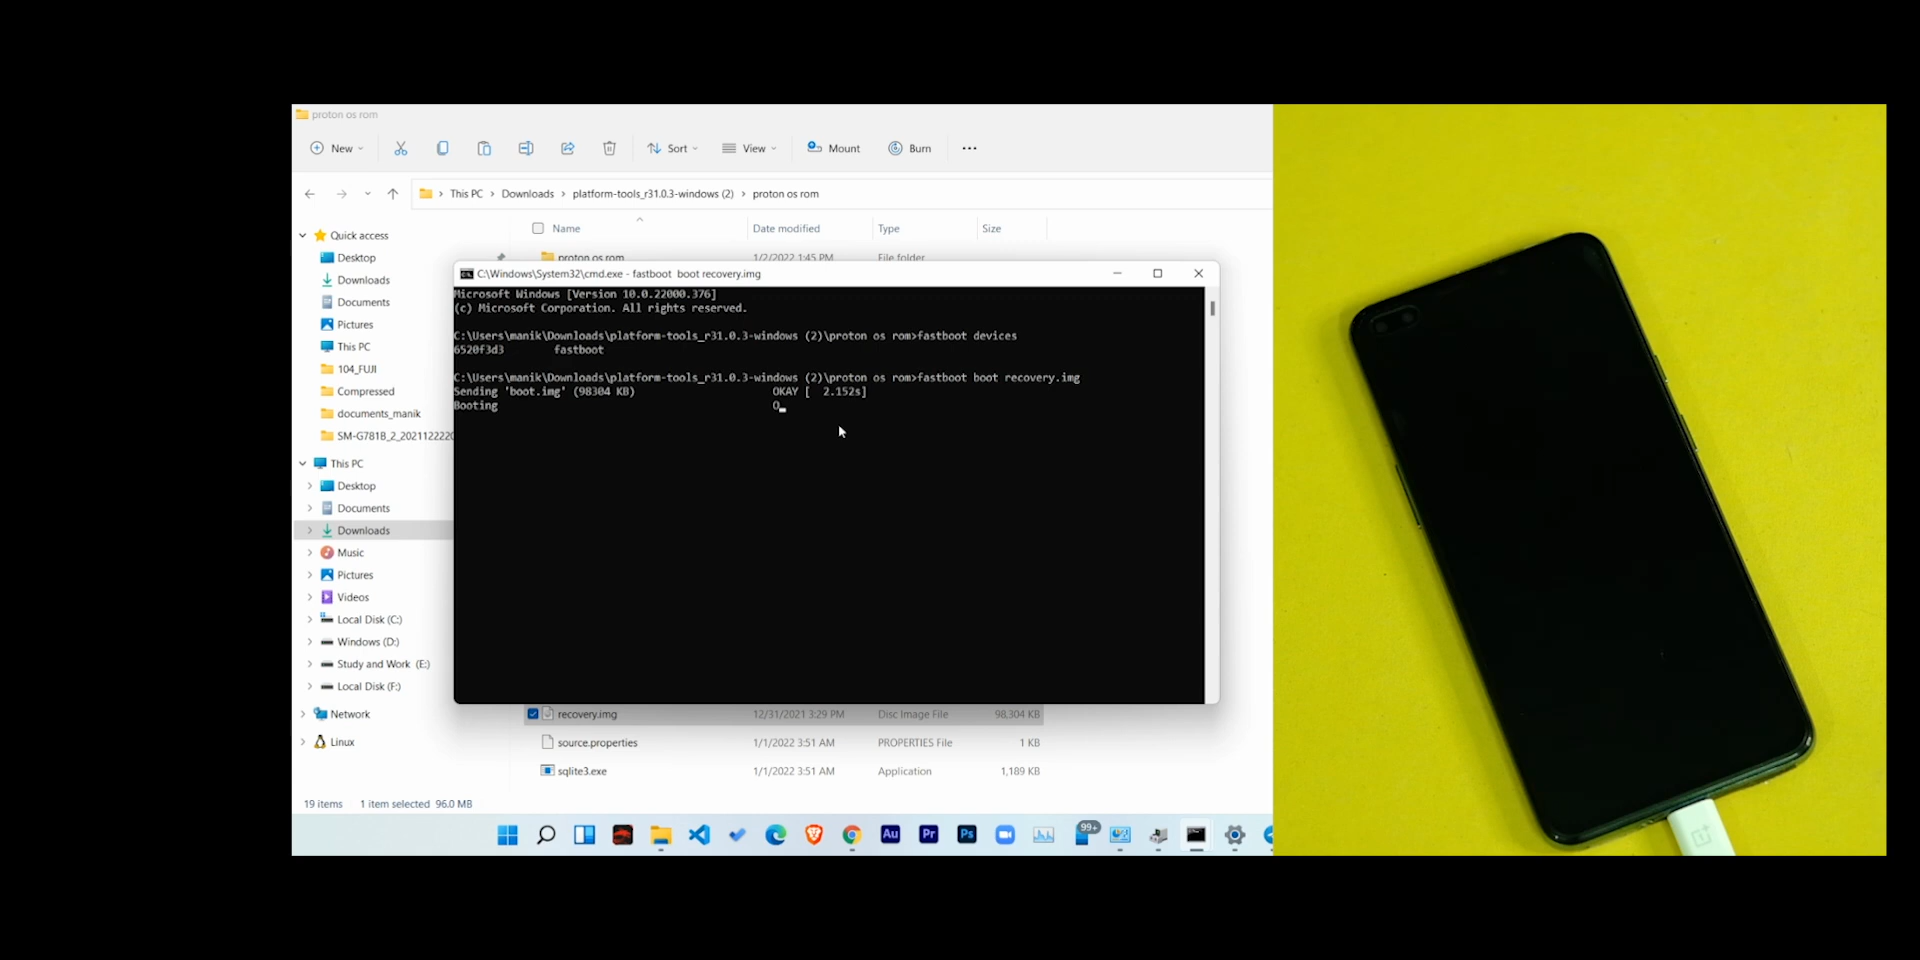 proton os rom
New
Sort
View
Mount
Burn
This PC
Downloads
platform-tools_r31.0.3-windows (2)
proton os rom
Name
Date modified
Type
Size
proton os rom
1/2/2022 1:45 PM
File folder
Quick access
Desktop
Downloads
Documents
Pictures
This PC
104_FUJI
Compressed
documents_manik
SM-G781B_2_2021122220
This PC
Desktop
Documents
Downloads
Music
Pictures
Videos
Local Disk (C:)
Windows (D:)
Study and Work (E:)
Local Disk (F:)
Network
Linux
C:\Windows\System32\cmd.exe - fastboot  boot recovery.img
Microsoft Windows [Version 10.0.22000.376]
(c) Microsoft Corporation. All rights reserved.
C:\Users\manik\Downloads\platform-tools_r31.0.3-windows (2)\proton os rom>fastboot devices
6520f3d3       fastboot
C:\Users\manik\Downloads\platform-tools_r31.0.3-windows (2)\proton os rom>fastboot boot recovery.img
Sending 'boot.img' (98304 KB)                   OKAY [  2.152s]
Booting                                         O
recovery.img
12/31/2021 3:29 PM
Disc Image File
98,304 KB
source.properties
1/1/2022 3:51 AM
PROPERTIES File
1 KB
sqlite3.exe
1/1/2022 3:51 AM
Application
1,189 KB
19 items
1 item selected  96.0 MB
Au
Pr
Ps
99+